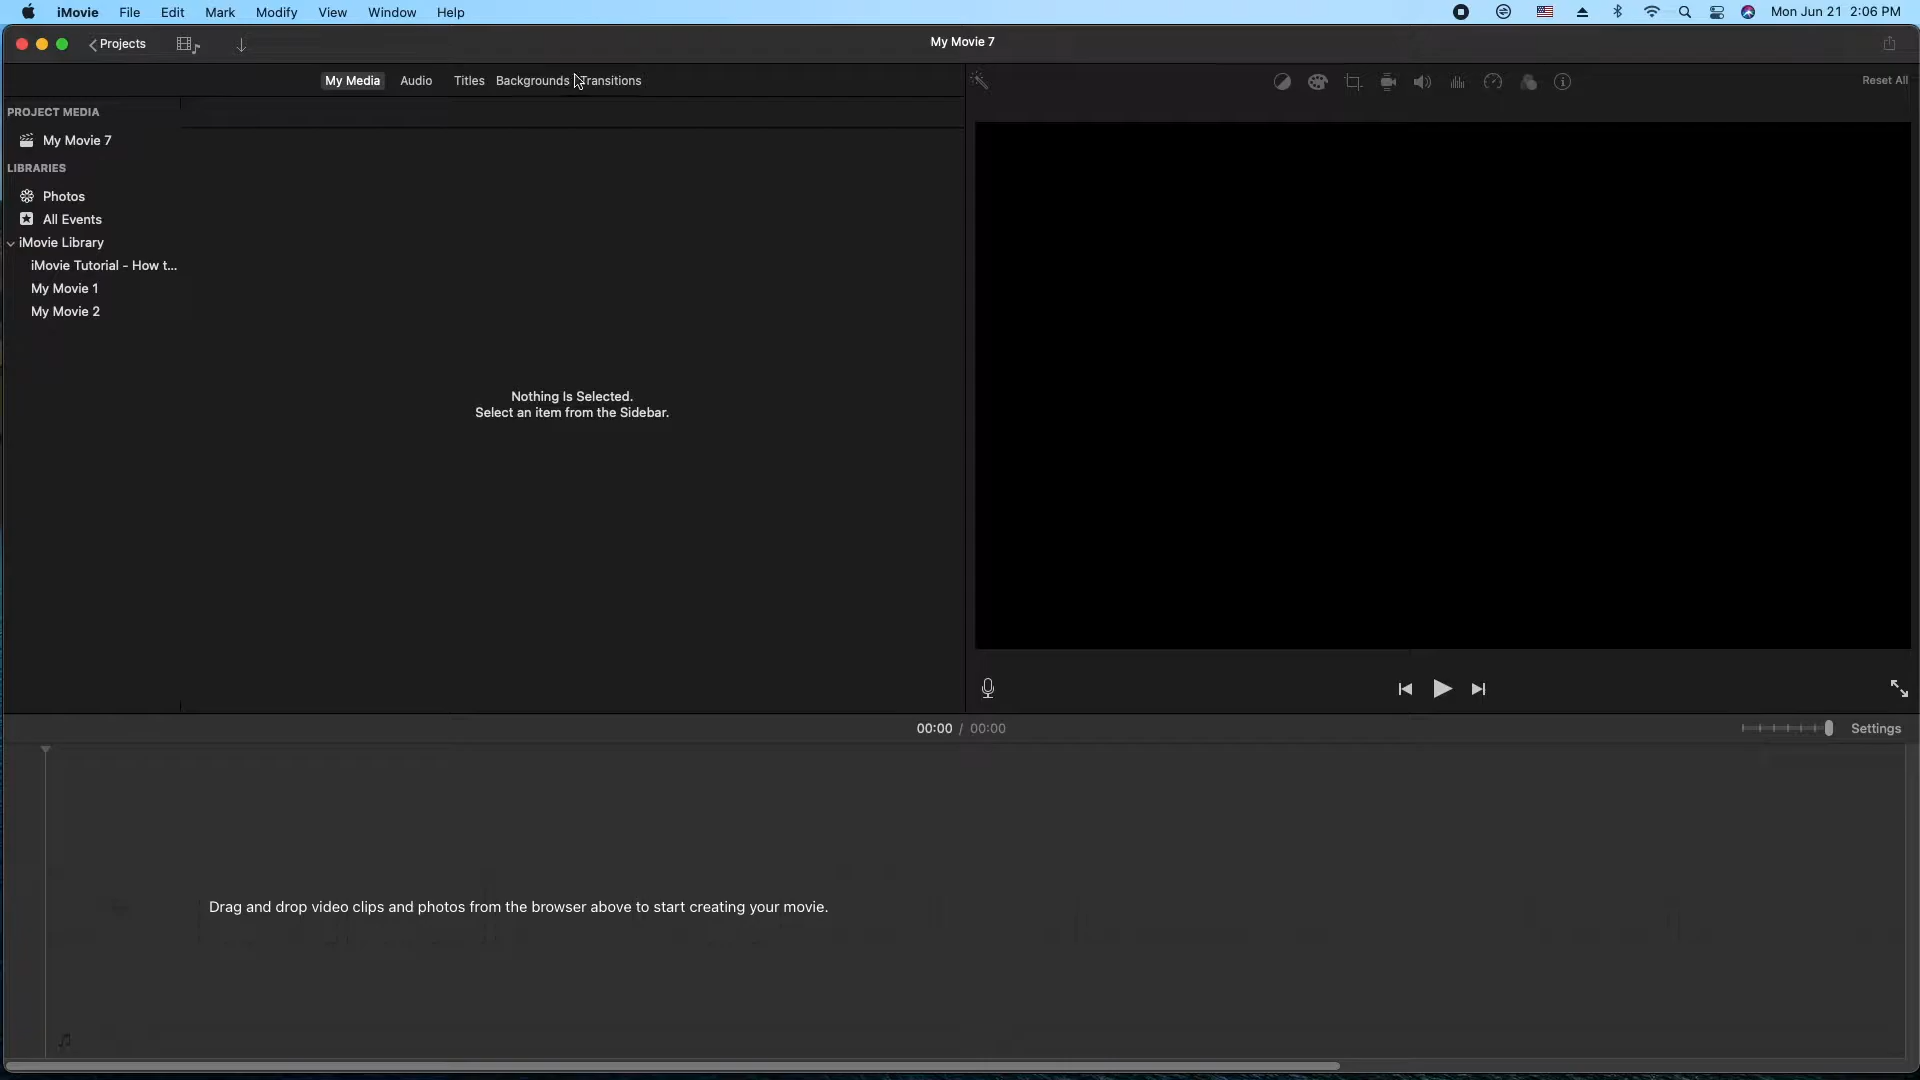 iMovie File Edit Mark Modify View Window Help Mon Jun 21 2:06 PM
Projects My Movie 7
My Media Audio Titles Backgrounds Transitions Reset All
PROJECT MEDIA
My Movie 7
LIBRARIES
Photos
All Events
iMovie Library
iMovie Tutorial - How t...
My Movie 1
My Movie 2
Nothing Is Selected.
Select an item from the Sidebar.
00:00 / 00:00 Settings
Drag and drop video clips and photos from the browser above to start creating your movie.